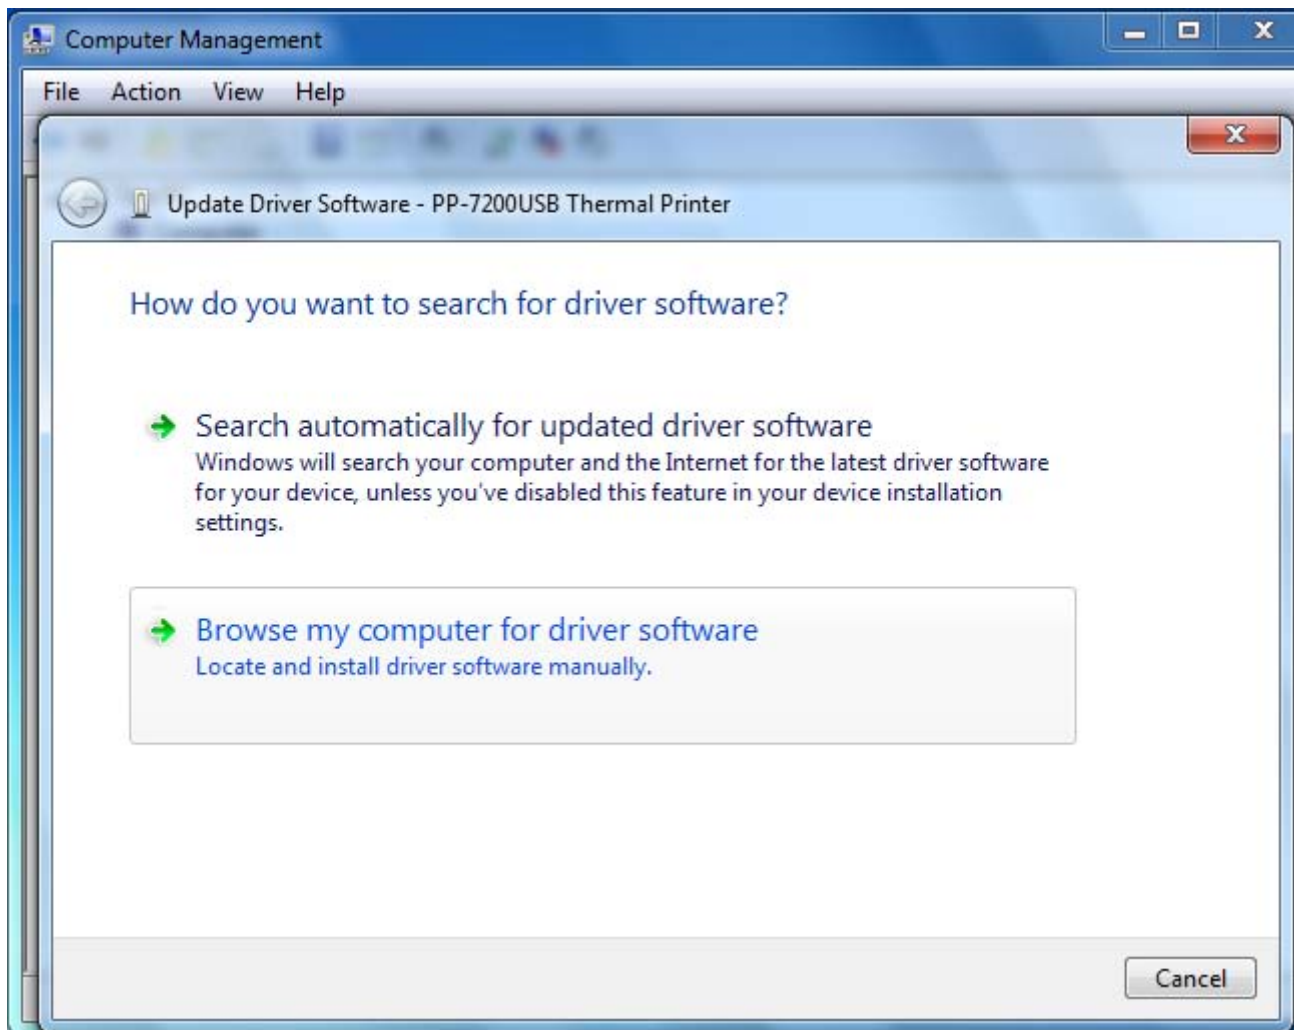 Computer Management
File Action View Help
Update Driver Software - PP-7200USB Thermal Printer
How do you want to search for driver software?
Search automatically for updated driver software
Windows will search your computer and the Internet for the latest driver software
for your device, unless you've disabled this feature in your device installation
settings.
Browse my computer for driver software
Locate and install driver software manually.
Cancel